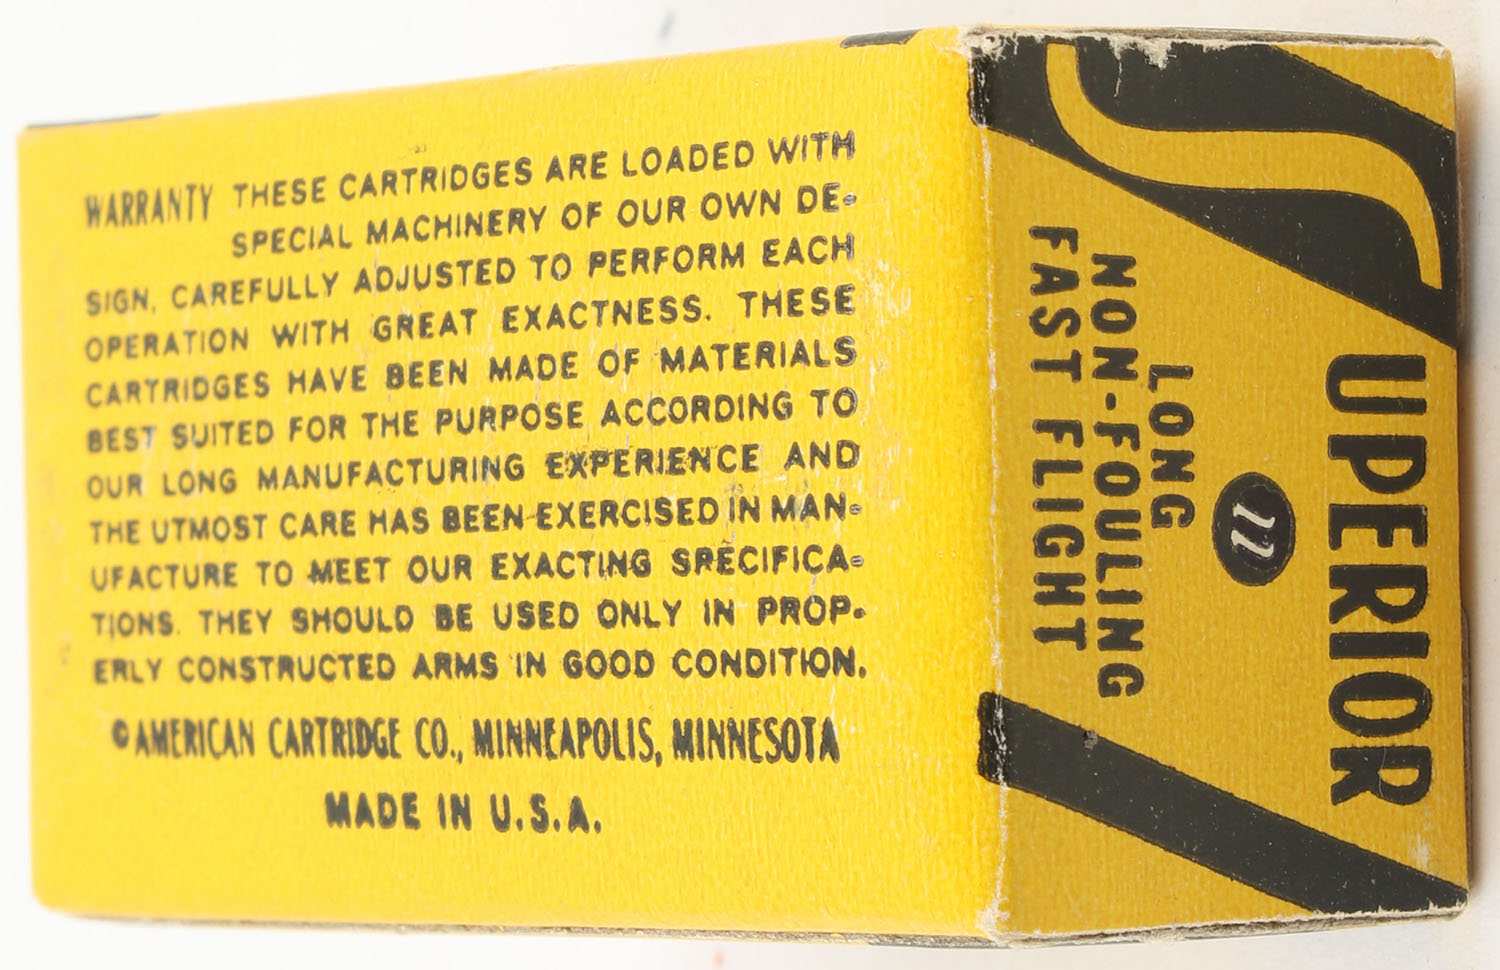 WARRANTY THESE CARTRIDGES ARE LOADED WITH
SPECIAL MACHINERY OF OUR OWN DE-
SIGN, CAREFULLY ADJUSTED TO PERFORM EACH
OPERATION WITH GREAT EXACTNESS. THESE
CARTRIDGES HAVE BEEN MADE OF MATERIALS
BEST SUITED FOR THE PURPOSE ACCORDING TO
OUR LONG MANUFACTURING EXPERIENCE AND
THE UTMOST CARE HAS BEEN EXERCISED IN MAN-
UFACTURE TO MEET OUR EXACTING SPECIFICA-
TIONS. THEY SHOULD BE USED ONLY IN PROP-
ERLY CONSTRUCTED ARMS IN GOOD CONDITION.
©AMERICAN CARTRIDGE CO., MINNEAPOLIS, MINNESOTA
MADE IN U.S.A.
SUPERIOR
22
LONG
NON-FOULING
FAST FLIGHT